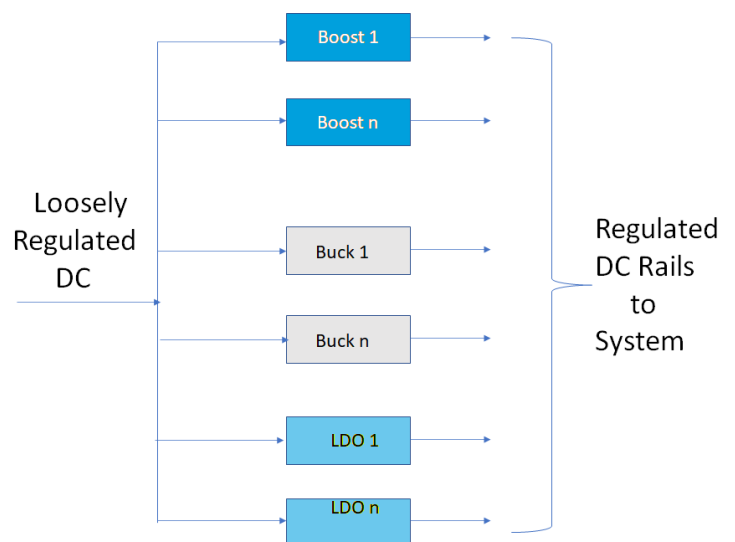 Boost 1
Boost n
Loosely
Regulated
DC
Buck 1
Buck n
LDO 1
LDO n
Regulated
DC Rails
to
System